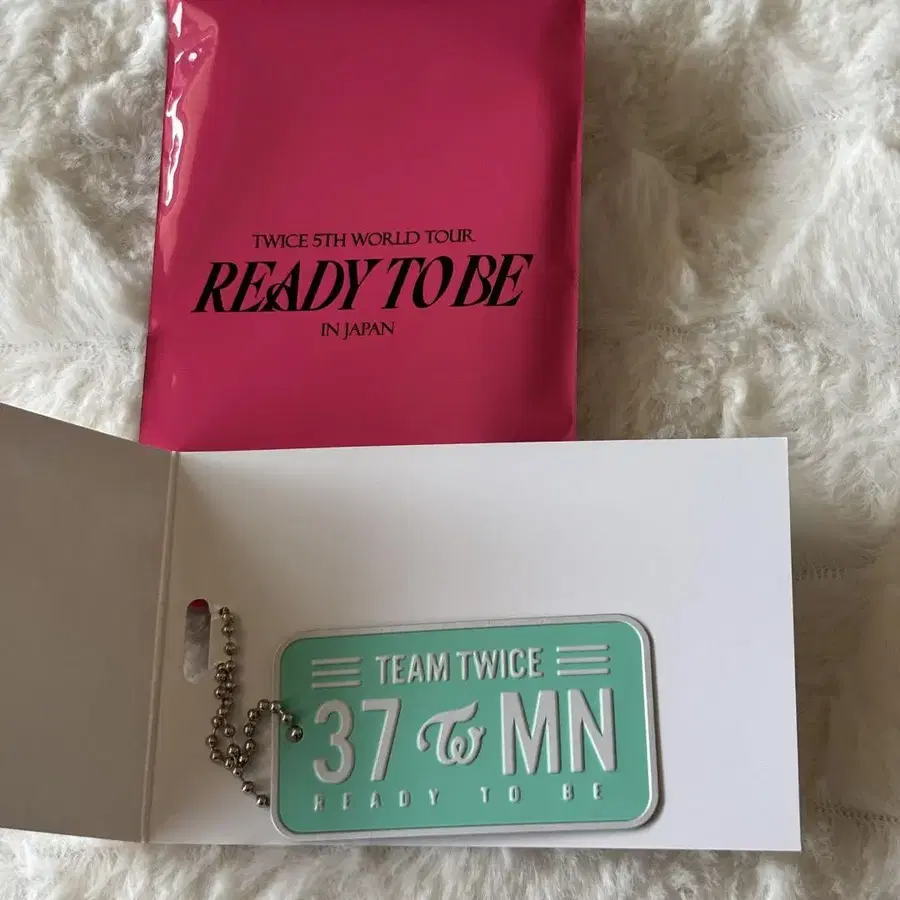 TWICE 5TH WORLD TOUR
READY TO BE
IN JAPAN
TEAM TWICE
37 MN
READY TO BE